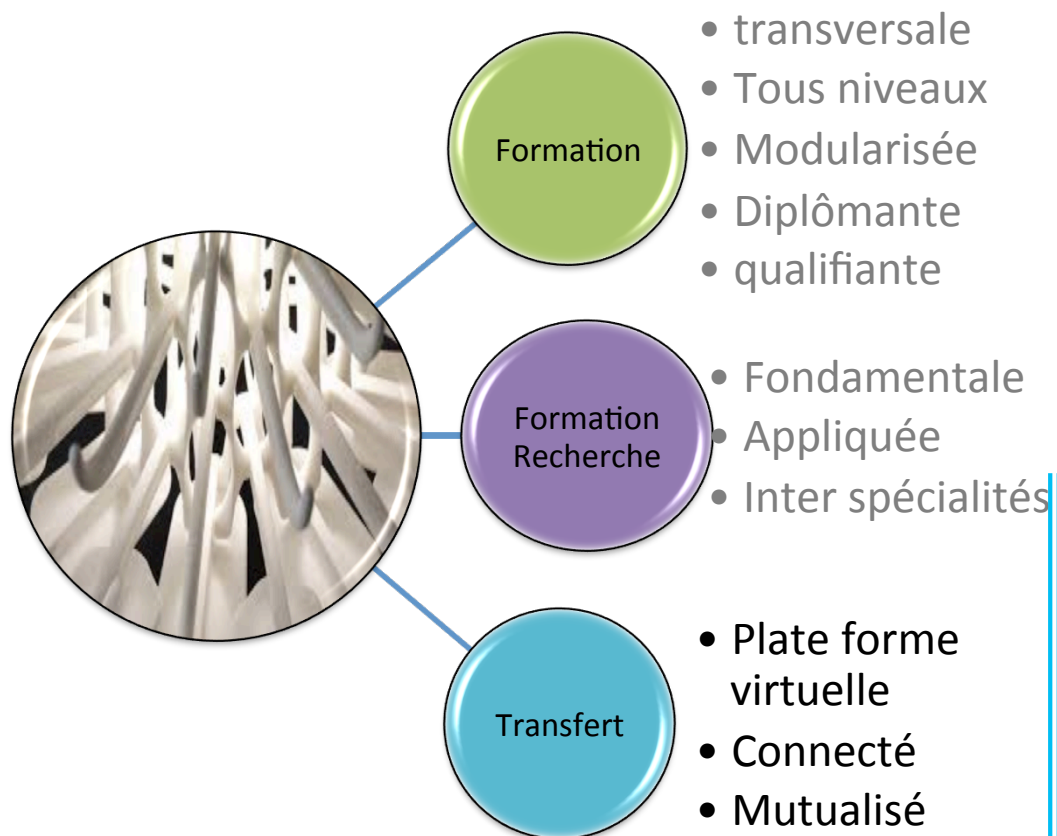 Formation
• transversale
• Tous niveaux
• Modularisée
• Diplômante
• qualifiante
Formation
Recherche
• Fondamentale
• Appliquée
• Inter spécialités
Transfert
• Plate forme
virtuelle
• Connecté
• Mutualisé